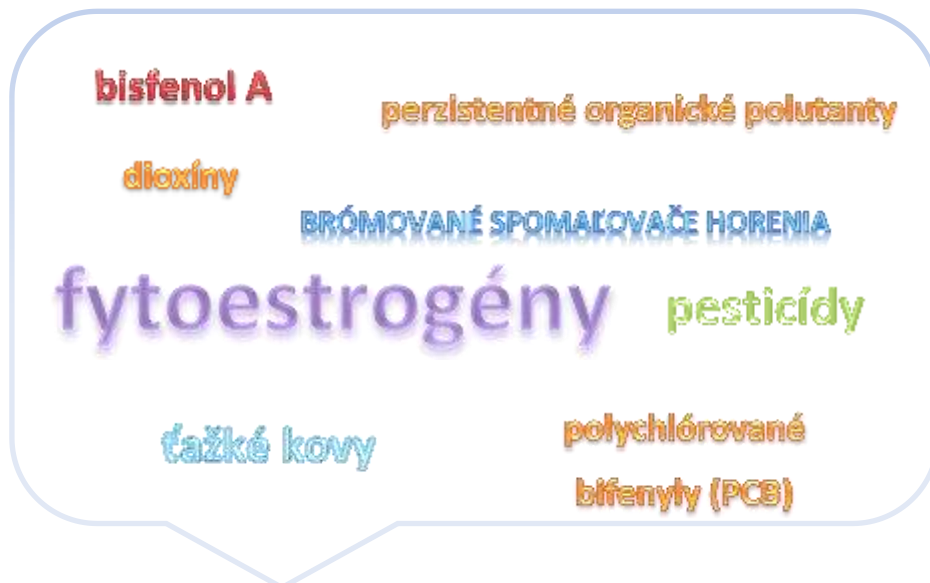 bisfenol A
perzistentné organické polutanty
dioxíny
BRÓMOVANÉ SPOMAĽOVAČE HORENIA
fytoestrogény
pesticídy
ťažké kovy
polychlórované
bifenyly (PCB)